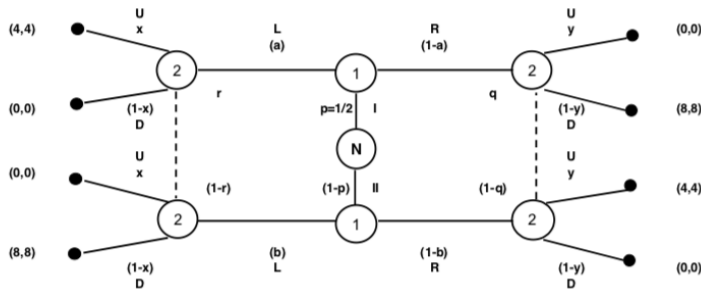 U U
(4,4) x L R y (0,0)
(a) (1-a)
2 1 2
r p=1/2 I q
(0,0) (1-x) (1-y) (8,8)
D D
N
U U
(0,0) x (1-r) (1-p) II (1-q) y (4,4)
2 1 2
(8,8) (b) (1-b) (0,0)
(1-x) L R (1-y)
D D